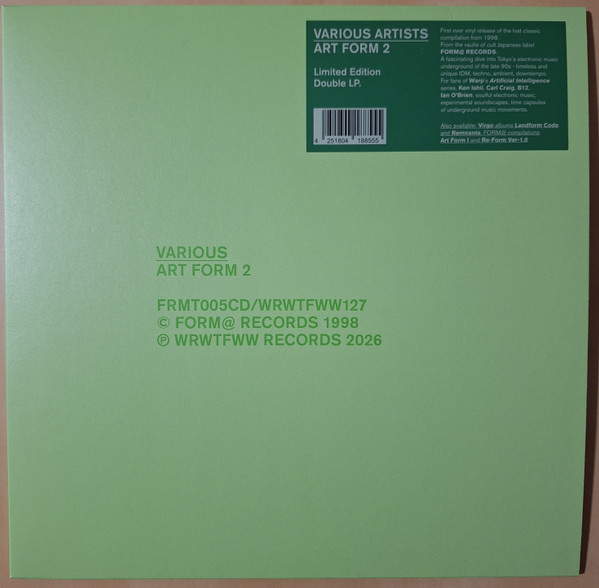 VARIOUS ARTISTS
ART FORM 2
Limited Edition
Double LP.
4 251804 188555
First ever vinyl release of the lost classic
compilation from 1998.
From the vaults of cult Japanese label
FORM@ RECORDS.
A fascinating dive into Tokyo's electronic music
underground of the late 90s - timeless and
unique IDM, techno, ambient, downtempo.
For fans of Warp's Artificial Intelligence
series, Ken Ishii, Carl Craig, B12,
Ian O'Brien, soulful electronic music,
experimental soundscapes, time capsules
of underground music movements.
Also available: Virgo albums Landform Code
and Remnants, FORM@ compilations
Art Form 1 and Re-Form Ver-1.0
VARIOUS
ART FORM 2
FRMT005CD/WRWTFWW127
© FORM@ RECORDS 1998
℗ WRWTFWW RECORDS 2026